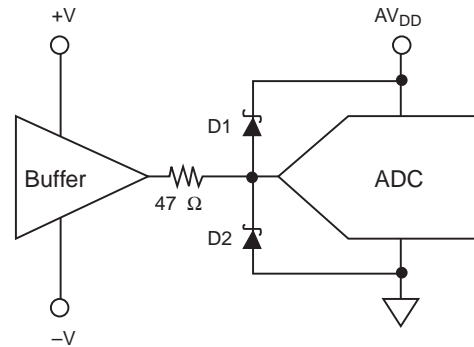 +V
AVDD
D1
Buffer
ADC
47 Ω
D2
–V